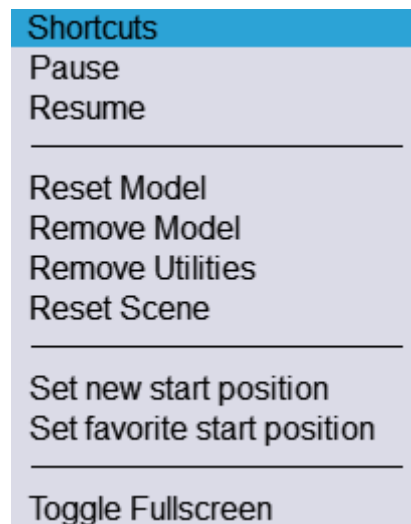 Shortcuts
Pause
Resume
Reset Model
Remove Model
Remove Utilities
Reset Scene
Set new start position
Set favorite start position
Toggle Fullscreen